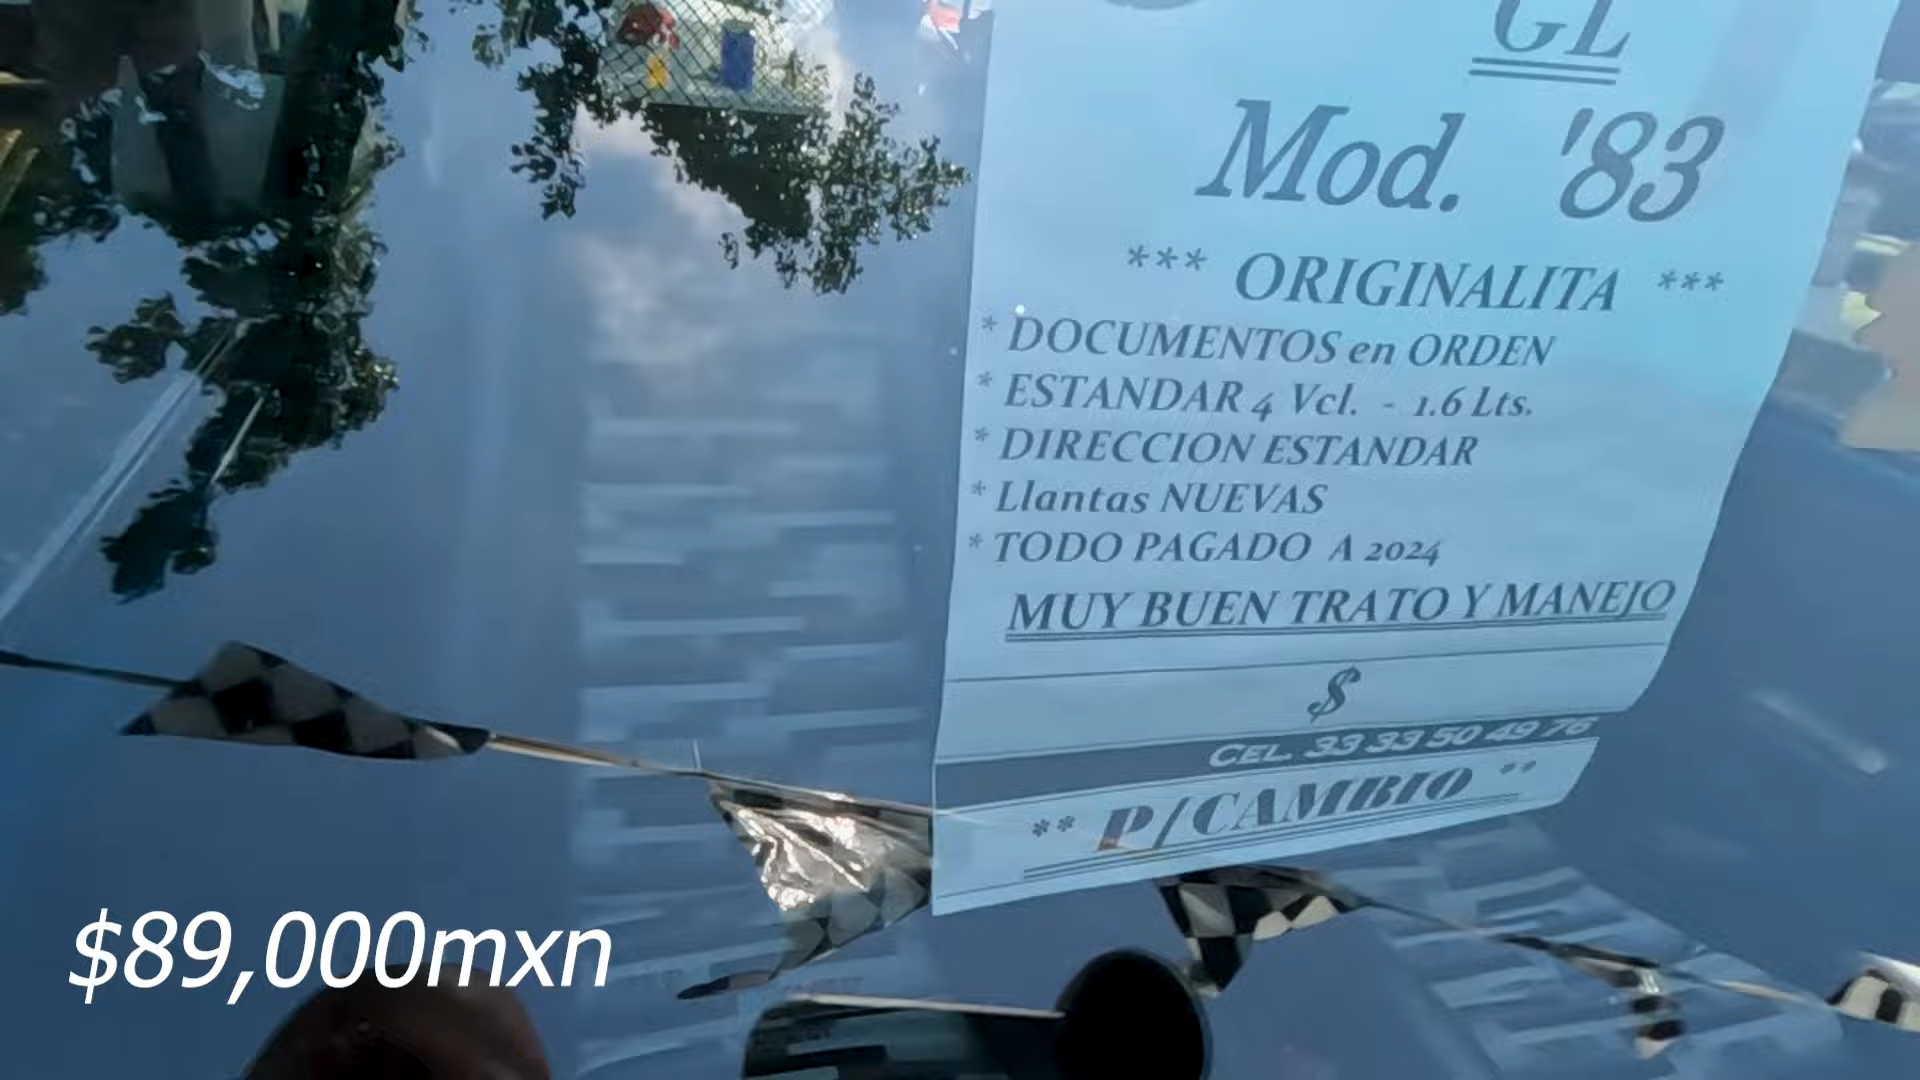 GL
Mod. '83
*** ORIGINALITA ***
* DOCUMENTOS en ORDEN
* ESTANDAR 4 Vcl. - 1.6 Lts.
* DIRECCION ESTANDAR
* Llantas NUEVAS
* TODO PAGADO A 2024
MUY BUEN TRATO Y MANEJO
$
CEL. 33 33 50 49 76
** P/CAMBIO **
$89,000mxn